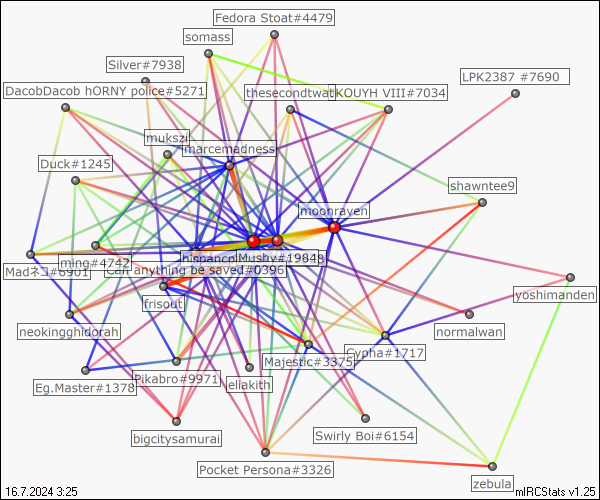 Fedora Stoat#4479
somass
Silver#7938
LPK2387 #7690
DacobDacob hORNY police#5271
thesecondtwat
KOUYH VIII#7034
mukszi
marcemadness
Duck#1245
shawntee9
moonraven
hispanco
Mushy#1984
ming#4742
Can anything be saved#0396
Madネコ#6901
yoshimanden
frisout
neokingghidorah
normalwan
Cypha#1717
Majestic#3375
Pikabro#9971
eliakith
Eg.Master#1378
bigcitysamurai
Swirly Boi#6154
Pocket Persona#3326
zebula
16.7.2024 3:25
mIRCStats v1.25